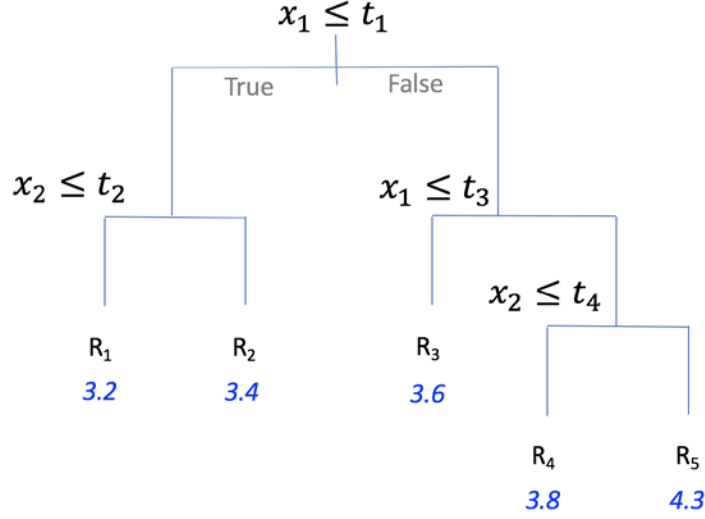 x₁ ≤ t₁
True False
x₂ ≤ t₂ x₁ ≤ t₃
x₂ ≤ t₄
R₁ R₂ R₃
3.2 3.4 3.6
R₄ R₅
3.8 4.3